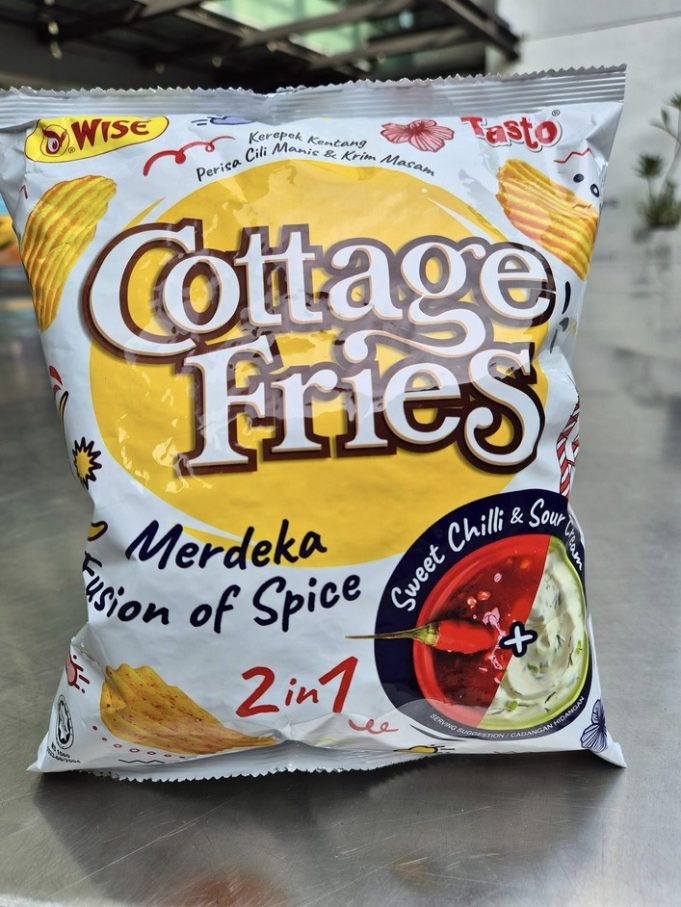 WISE
Tasto
Kerepek Kentang
Perisa Cili Manis & Krim Masam
Cottage
Fries
Merdeka
Fusion of Spice
2 in 1
Sweet Chilli & Sour Cream
SERVING SUGGESTION / CADANGAN HIDANGAN